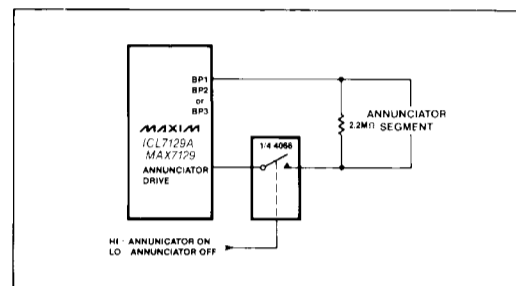 BP1
BP2
or
BP3
MAXIM
ICL7129A
MAX7129
ANNUNCIATOR
DRIVE
1/4 4066
2.2MΩ
ANNUNCIATOR
SEGMENT
HI · ANNUNICATOR ON
LO ANNUNCIATOR OFF